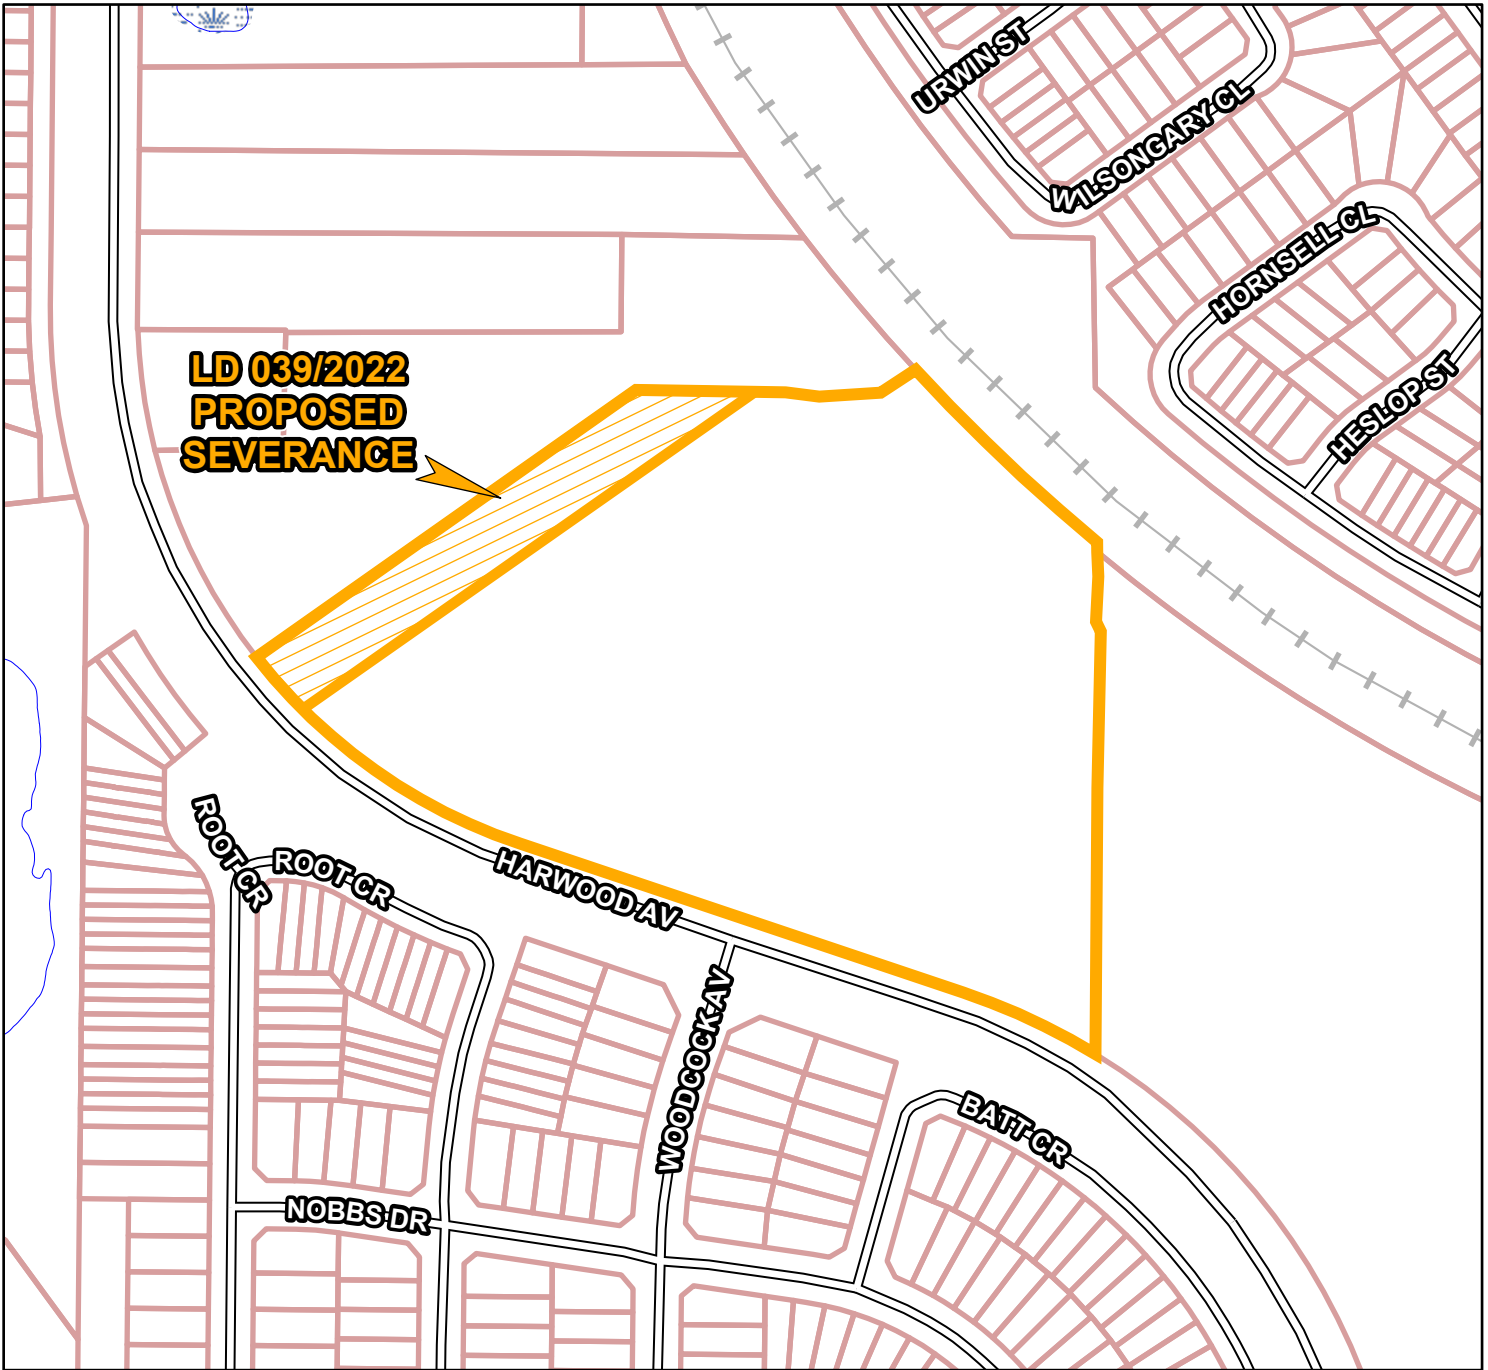 URWIN ST
WILSONGARY CL
HORNSELL CL
HESLOP ST
LD 039/2022
PROPOSED
SEVERANCE
ROOT CR
ROOT CR
HARWOOD AV
WOODCOCK AV
BATT CR
NOBBS DR